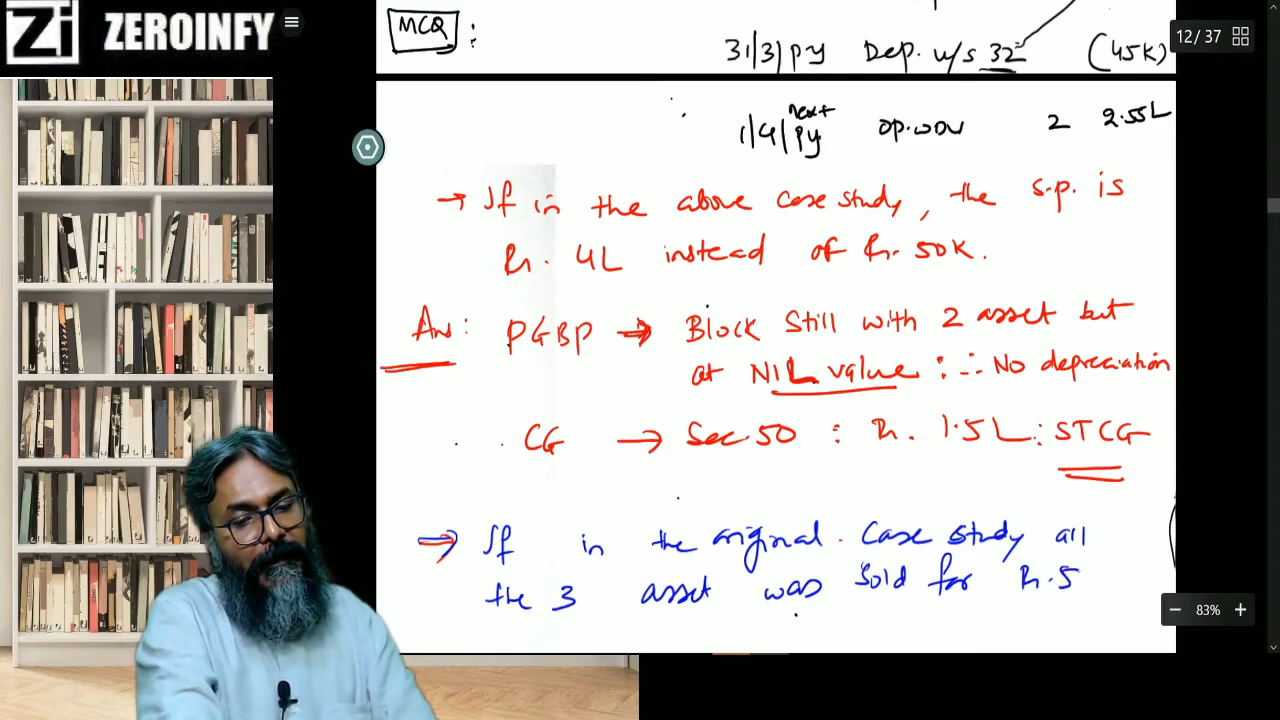 Zi ZEROINFY
MCQ :
31/3/py Dep. u/s 32 (45K)
12 / 37
1/4/py next op.wdv 2 2.55L
→ If in the above case study, the s.p. is
Rs. 4L instead of Rs. 50K.
Ans: PGBP → Block still with 2 asset but
at NIL value : ∴ No depreciation
CG → Sec. 50 : Rs. 1.5L : STCG
⇒ If in the original case study all
the 3 asset was sold for Rs. 5
83%